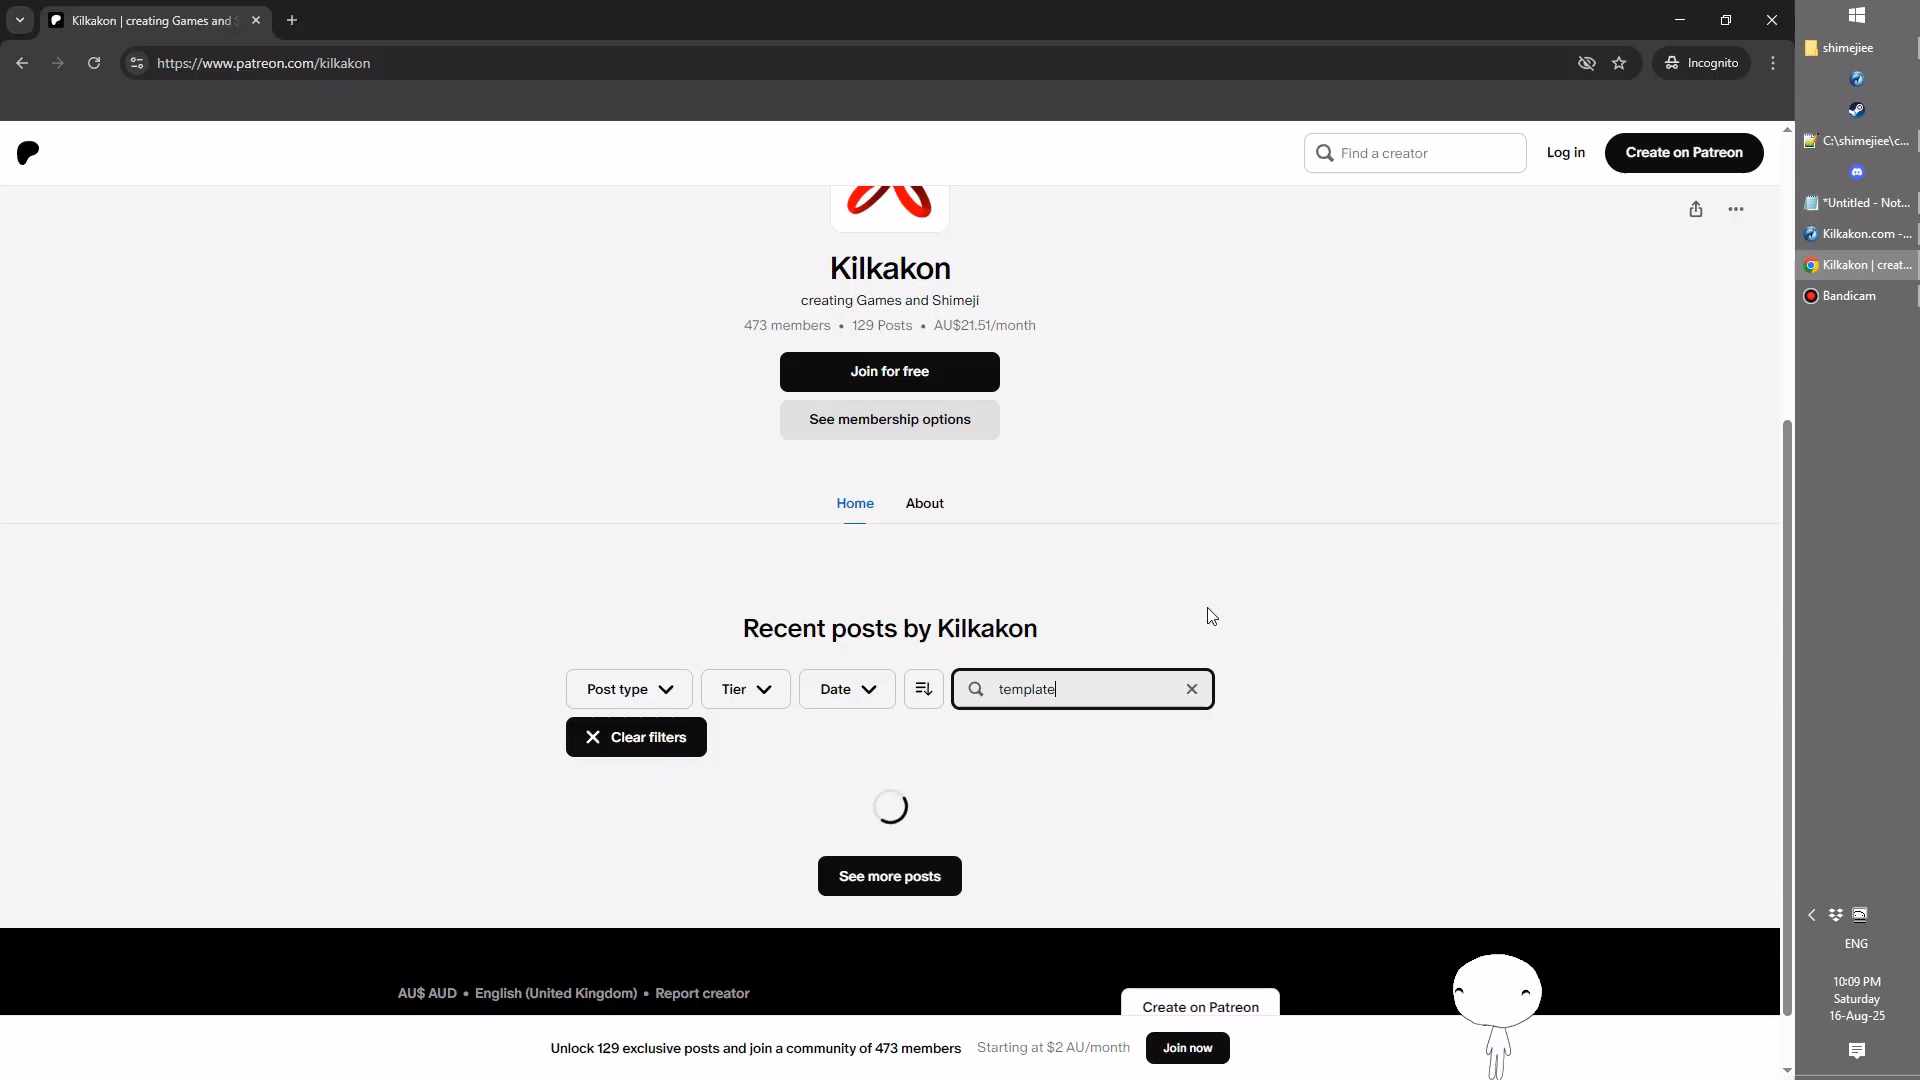 Kilkakon | creating Games and S
https://www.patreon.com/kilkakon
Incognito
Find a creator
Log in
Create on Patreon
Kilkakon
creating Games and Shimeji
473 members • 129 Posts • AU$21.51/month
Join for free
See membership options
Home
About
Recent posts by Kilkakon
Post type
Tier
Date
template
Clear filters
See more posts
AU$ AUD • English (United Kingdom) • Report creator
Create on Patreon
Unlock 129 exclusive posts and join a community of 473 members
Starting at $2 AU/month
Join now
shimejiee
C:\shimejiee\c...
*Untitled - Not...
Kilkakon.com -...
Kilkakon | creat...
Bandicam
ENG
10:09 PM
Saturday
16-Aug-25